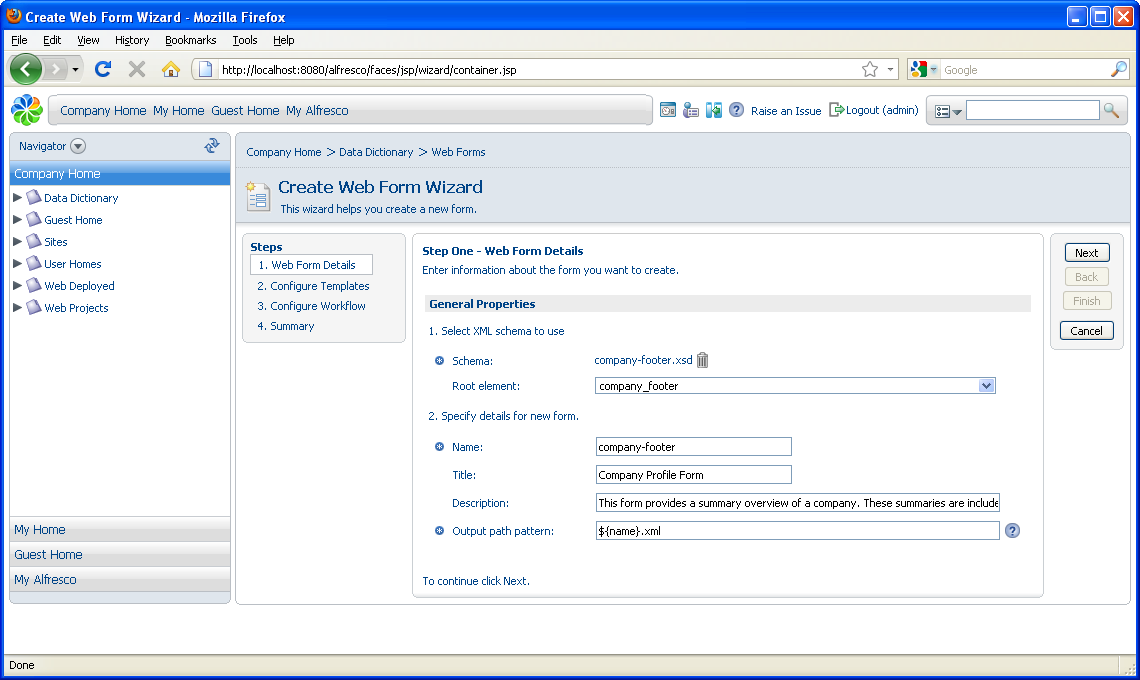 Create Web Form Wizard - Mozilla Firefox
File Edit View History Bookmarks Tools Help
http://localhost:8080/alfresco/faces/jsp/wizard/container.jsp Google
Company Home My Home Guest Home My Alfresco Raise an Issue Logout (admin)
Navigator
Company Home
Data Dictionary
Guest Home
Sites
User Homes
Web Deployed
Web Projects
My Home
Guest Home
My Alfresco
Company Home > Data Dictionary > Web Forms
Create Web Form Wizard
This wizard helps you create a new form.
Steps
1. Web Form Details
2. Configure Templates
3. Configure Workflow
4. Summary
Step One - Web Form Details
Enter information about the form you want to create.
General Properties
1. Select XML schema to use
Schema: company-footer.xsd
Root element: company_footer
2. Specify details for new form.
Name: company-footer
Title: Company Profile Form
Description: This form provides a summary overview of a company. These summaries are include
Output path pattern: ${name}.xml
To continue click Next.
Next
Back
Finish
Cancel
Done